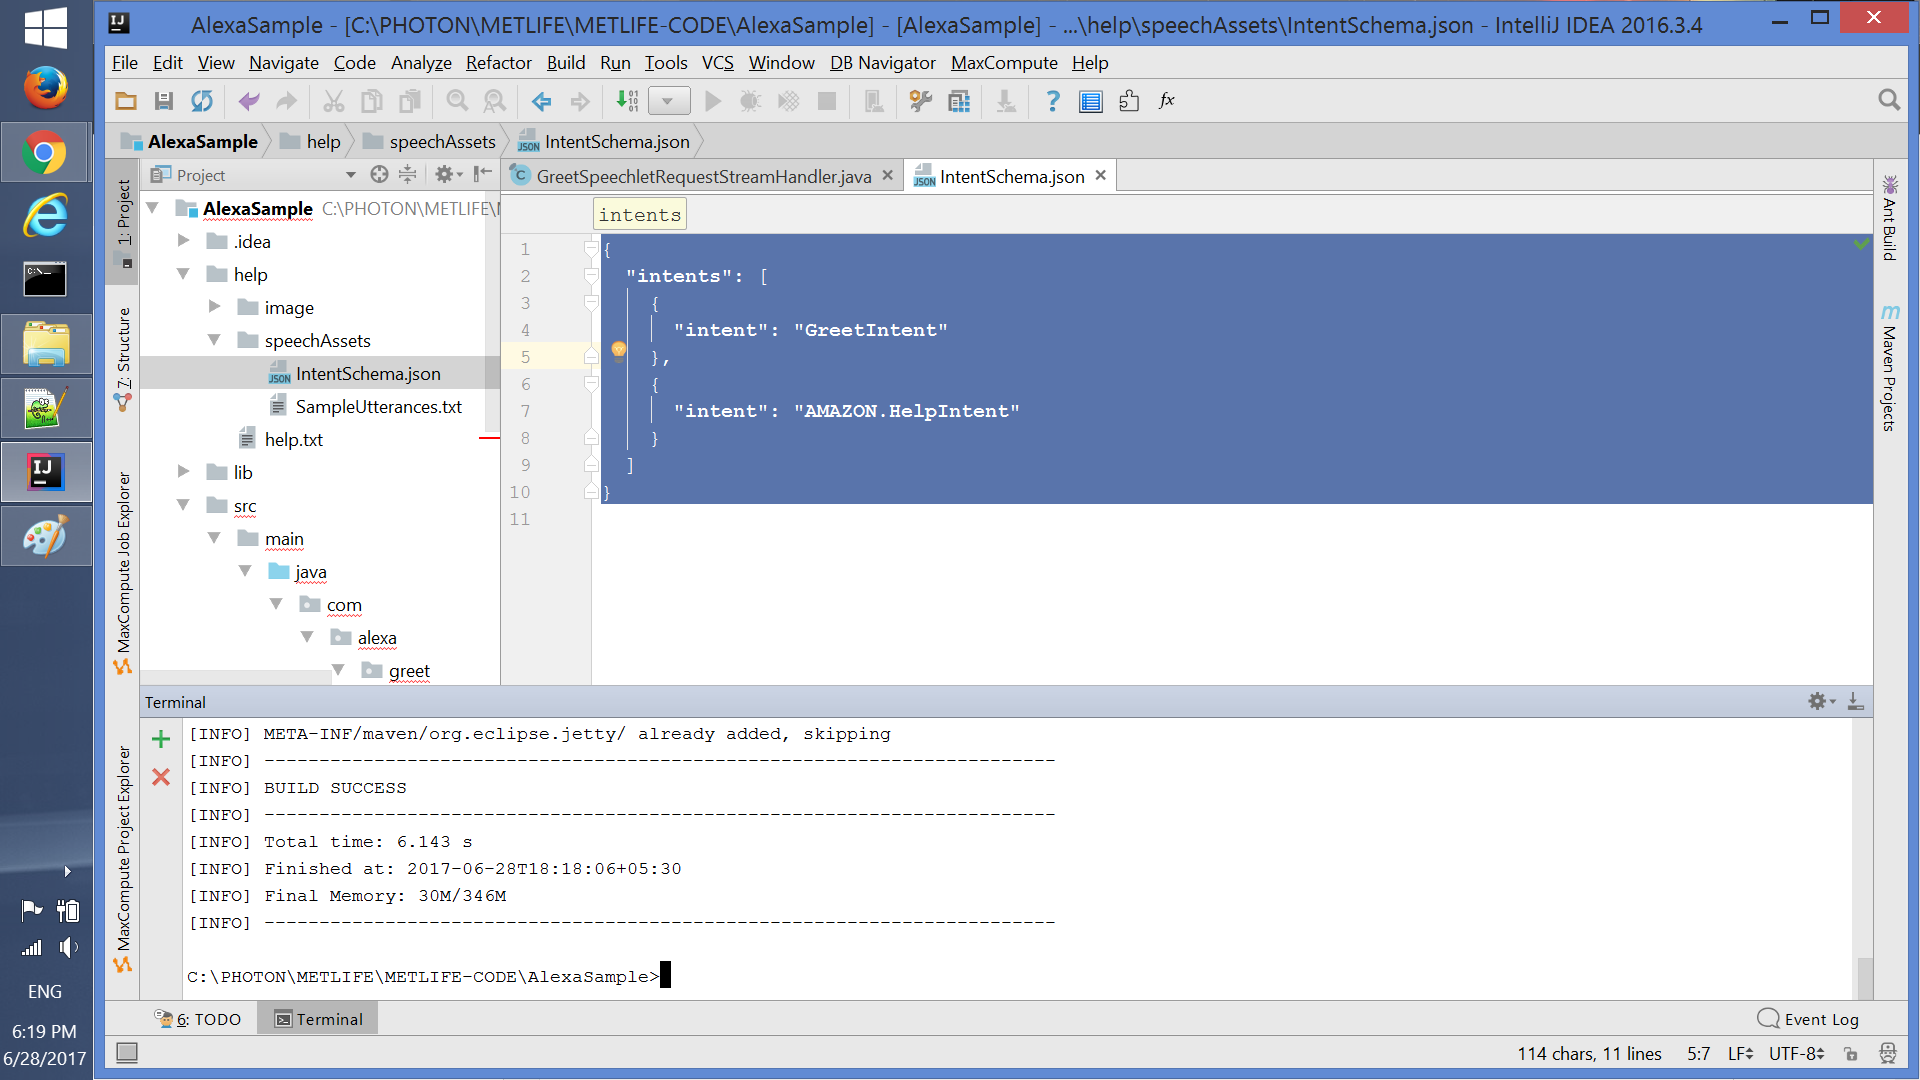 AlexaSample - [C:\PHOTON\METLIFE\METLIFE-CODE\AlexaSample] - [AlexaSample] - ...\help\speechAssets\IntentSchema.json - IntelliJ IDEA 2016.3.4
File Edit View Navigate Code Analyze Refactor Build Run Tools VCS Window DB Navigator MaxCompute Help
AlexaSample help speechAssets IntentSchema.json
Project
GreetSpeechletRequestStreamHandler.java IntentSchema.json
1: Project
7: Structure
MaxCompute Job Explorer
MaxCompute Project Explorer
AlexaSample C:\PHOTON\METLIFE\
.idea
help
image
speechAssets
IntentSchema.json
SampleUtterances.txt
help.txt
lib
src
main
java
com
alexa
greet
intents
1 {
2 "intents": [
3 {
4 "intent": "GreetIntent"
5 },
6 {
7 "intent": "AMAZON.HelpIntent"
8 }
9 ]
10 }
11
Ant Build
Maven Projects
Terminal
[INFO] META-INF/maven/org.eclipse.jetty/ already added, skipping
[INFO] ------------------------------------------------------------------------
[INFO] BUILD SUCCESS
[INFO] ------------------------------------------------------------------------
[INFO] Total time: 6.143 s
[INFO] Finished at: 2017-06-28T18:18:06+05:30
[INFO] Final Memory: 30M/346M
[INFO] ------------------------------------------------------------------------
C:\PHOTON\METLIFE\METLIFE-CODE\AlexaSample>
6: TODO Terminal Event Log
114 chars, 11 lines 5:7 LF UTF-8
ENG
6:19 PM
6/28/2017